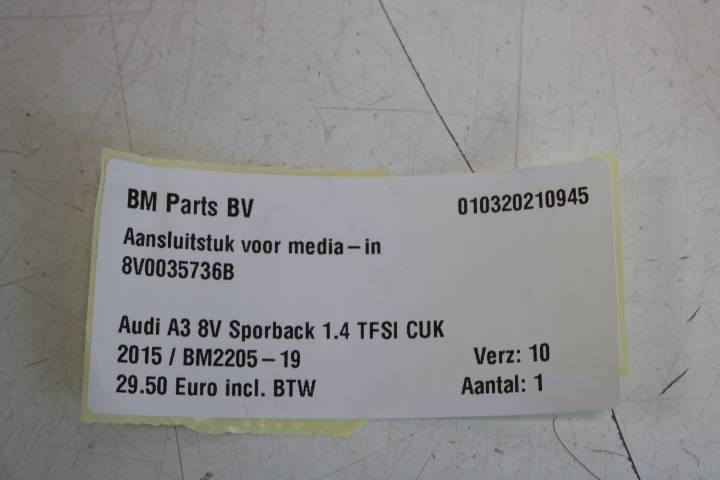 BM Parts BV 010320210945
Aansluitstuk voor media-in
8V0035736B
Audi A3 8V Sporback 1.4 TFSI CUK
2015 / BM2205-19 Verz: 10
29.50 Euro incl. BTW Aantal: 1